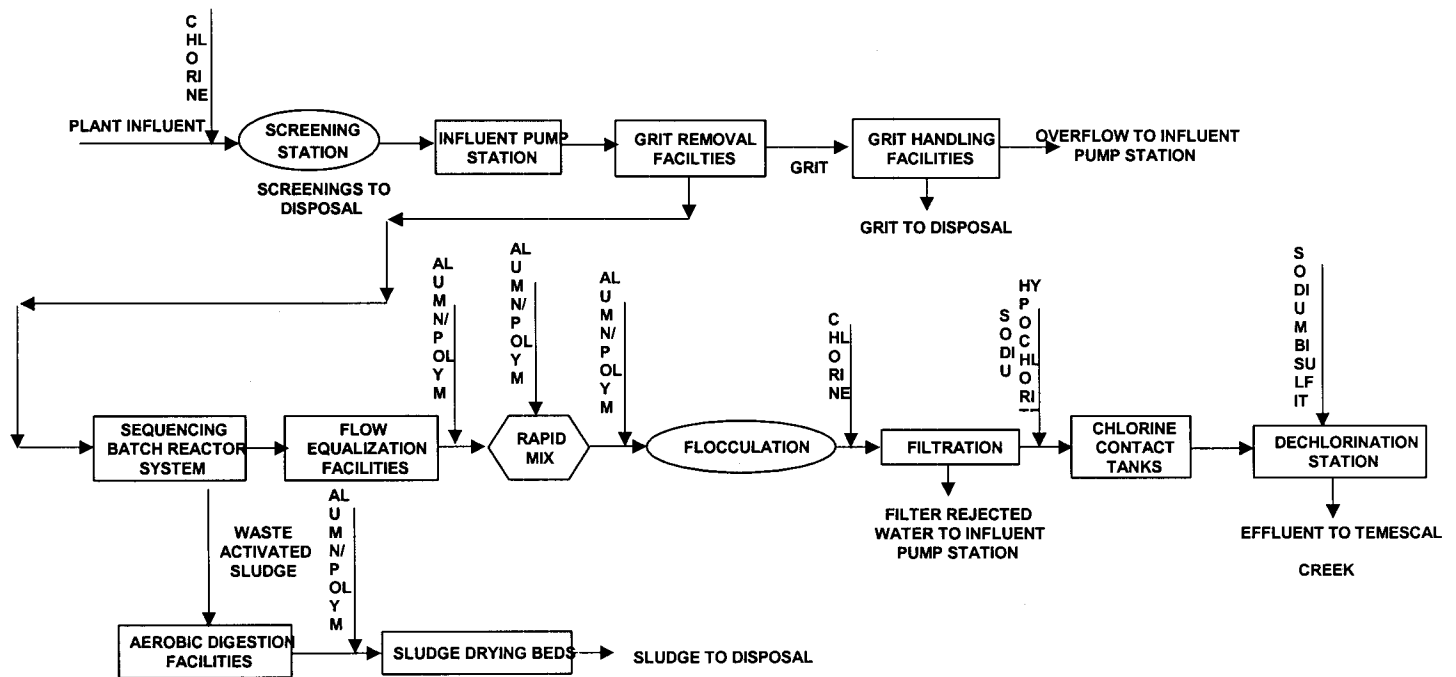 C
HL
O
RI
NE
PLANT INFLUENT
SCREENING
STATION
SCREENINGS TO
DISPOSAL
INFLUENT PUMP
STATION
GRIT REMOVAL
FACILTIES
GRIT
GRIT HANDLING
FACILITIES
OVERFLOW TO INFLUENT
PUMP STATION
GRIT TO DISPOSAL
AL
U
M
N/
P
OL
Y
M
AL
U
M
N/
P
OL
Y
M
AL
U
M
N/
P
OL
Y
M
C
HL
O
RI
NE
S
O
DI
U
HY
P
O
C
HL
O
RI
S
O
DI
U
M
BI
S
U
LF
IT
SEQUENCING
BATCH REACTOR
SYSTEM
FLOW
EQUALIZATION
FACILITIES
RAPID
MIX
FLOCCULATION
FILTRATION
CHLORINE
CONTACT
TANKS
DECHLORINATION
STATION
FILTER REJECTED
WATER TO INFLUENT
PUMP STATION
EFFLUENT TO TEMESCAL
CREEK
WASTE
ACTIVATED
SLUDGE
AL
U
M
N/
P
OL
Y
M
AEROBIC DIGESTION
FACILITIES
SLUDGE DRYING BEDS
SLUDGE TO DISPOSAL